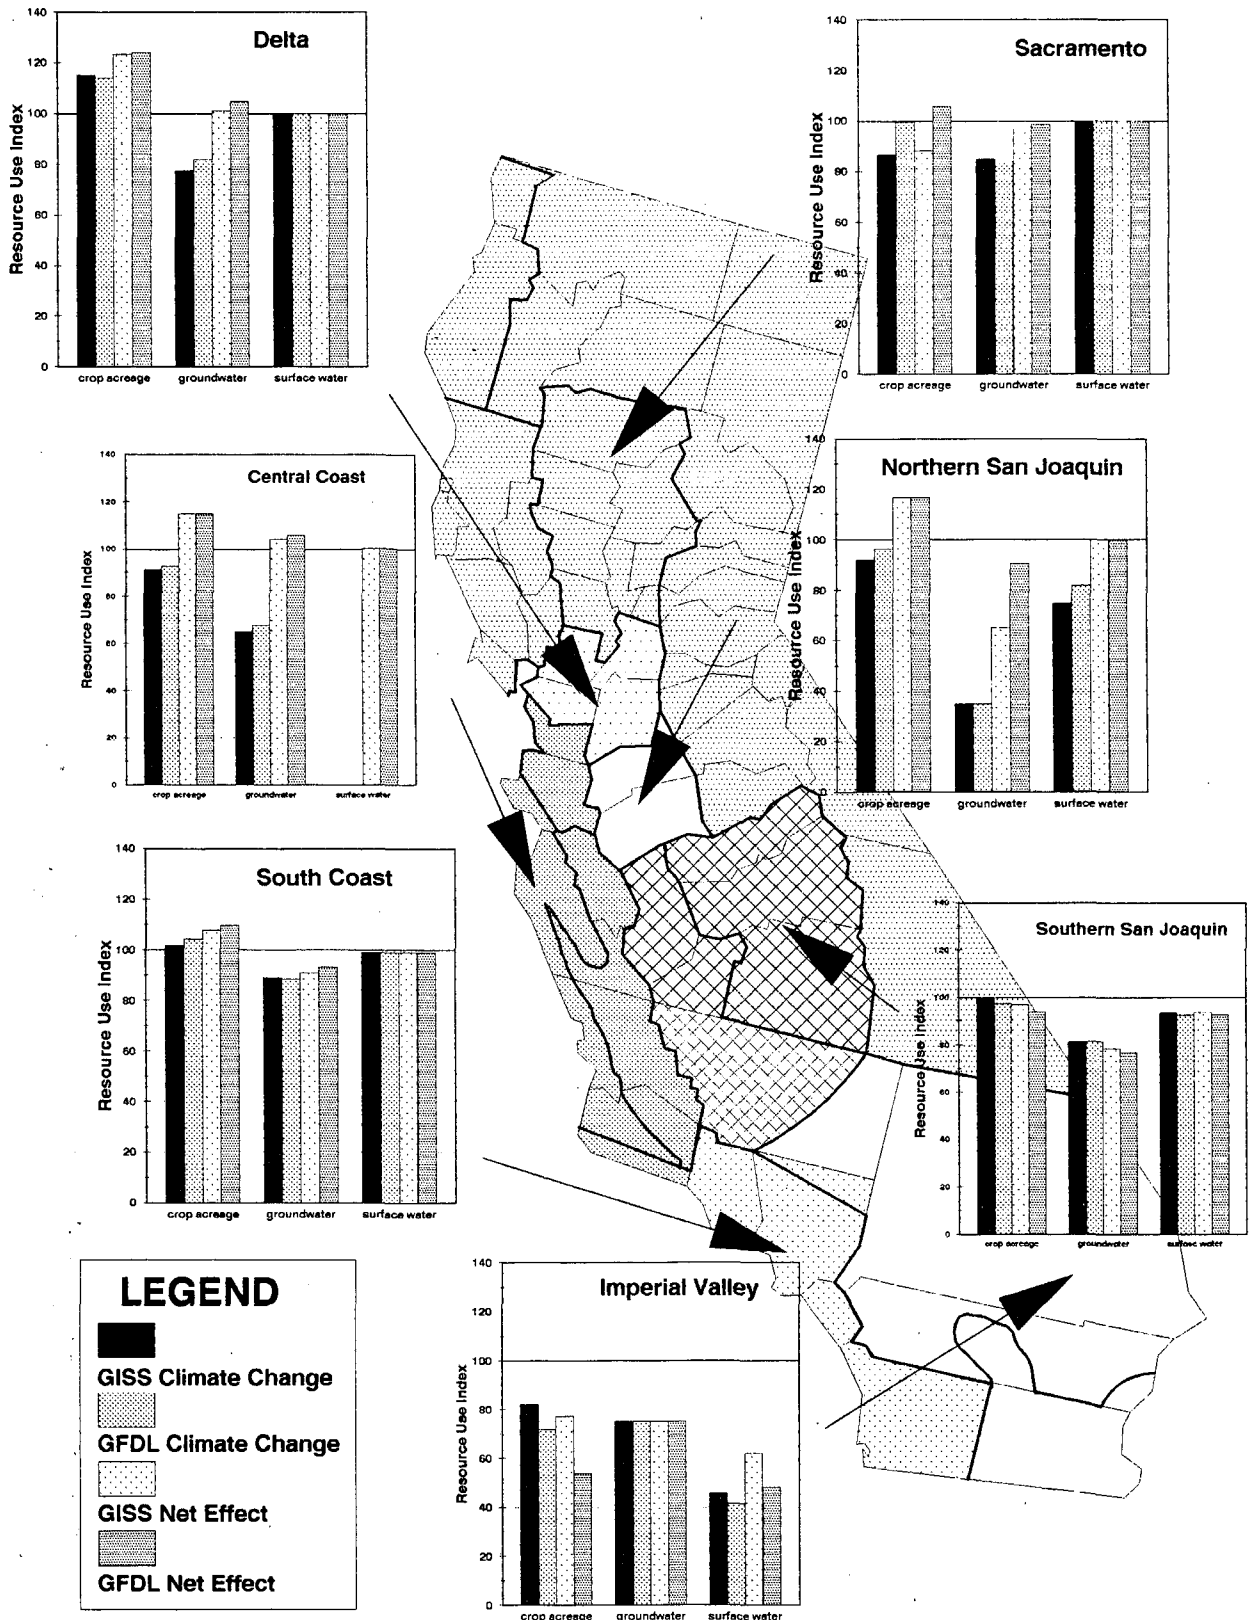 Delta
Resource Use Index
140
120
100
80
60
40
20
0
crop acreage groundwater surface water
Sacramento
Resource Use Index
140
120
100
80
60
40
20
0
crop acreage groundwater surface water
Central Coast
Resource Use Index
140
120
100
80
60
40
20
0
crop acreage groundwater surface water
Northern San Joaquin
Resource Use Index
140
120
100
80
60
40
20
0
crop acreage groundwater surface water
South Coast
Resource Use Index
140
120
100
80
60
40
20
0
crop acreage groundwater surface water
Southern San Joaquin
Resource Use Index
140
120
100
80
60
40
20
0
crop acreage groundwater surface water
Imperial Valley
Resource Use Index
140
120
100
80
60
40
20
0
crop acreage groundwater surface water
LEGEND
GISS Climate Change
GFDL Climate Change
GISS Net Effect
GFDL Net Effect